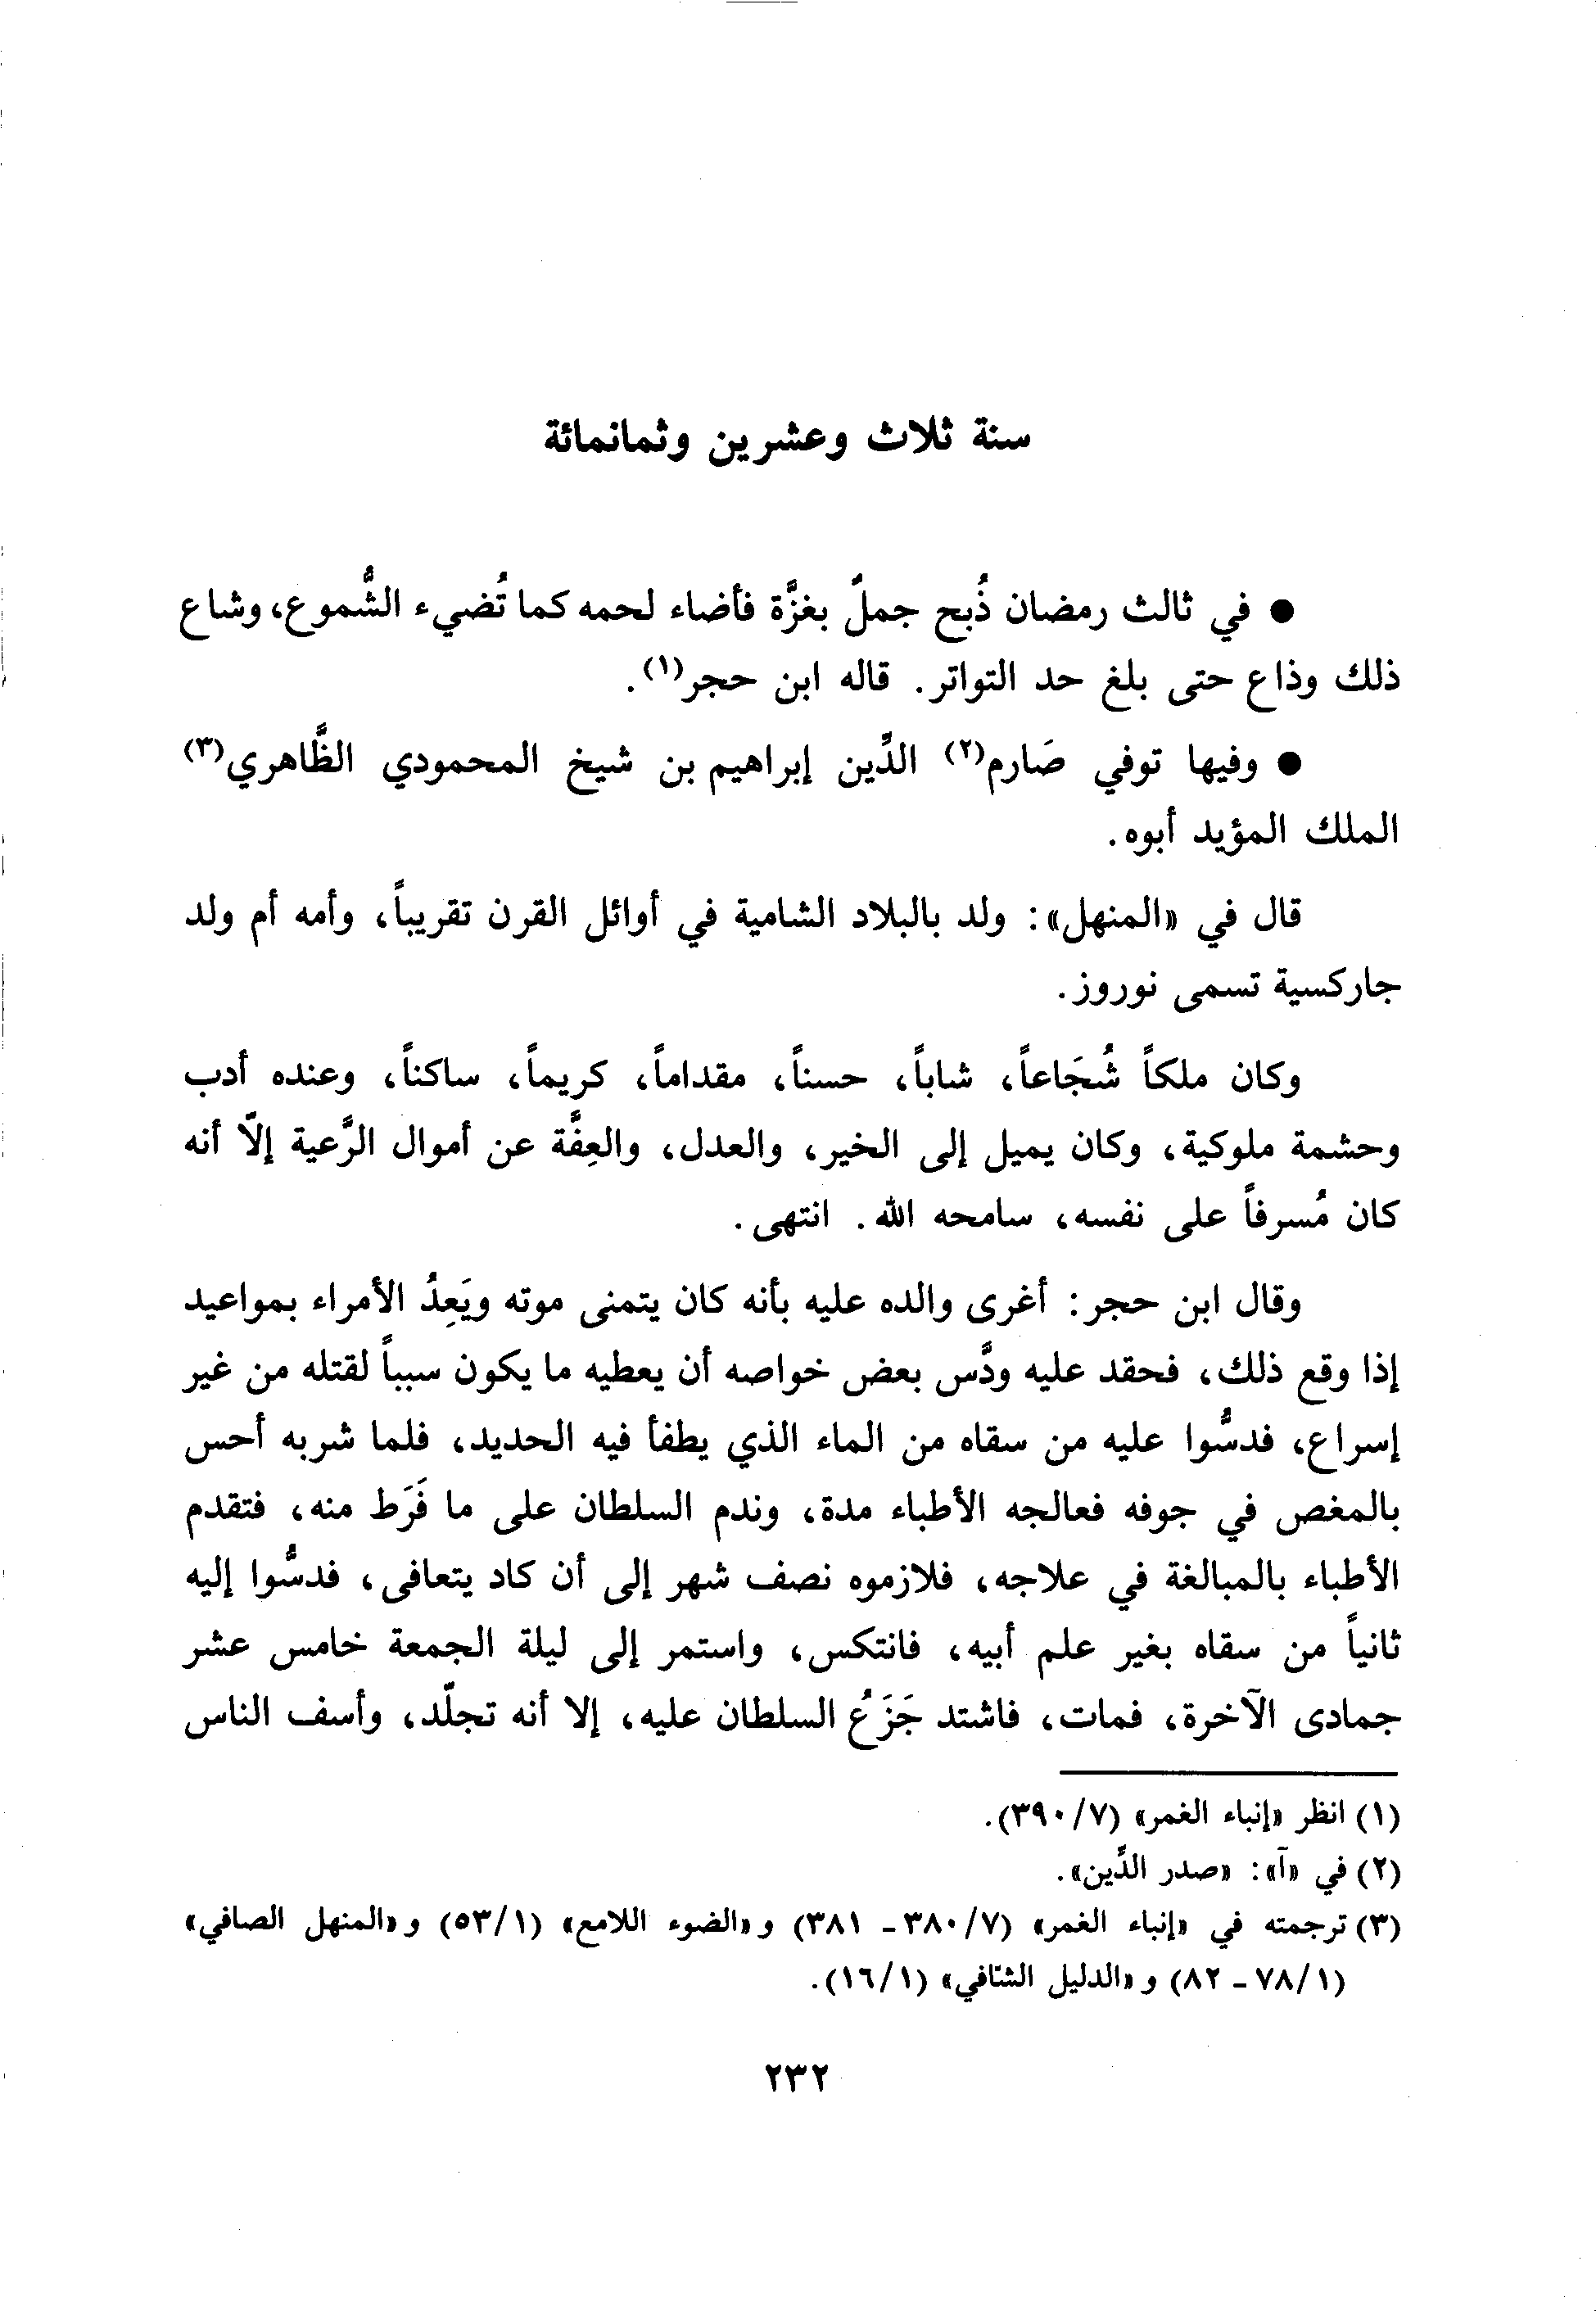 سنة ثلاث وعشرين وثمانمائة
● في ثالث رمضان ذُبح جملٌ بغزَّة فأضاء لحمه كما تُضيء الشُّموع، وشاع
ذلك وذاع حتى بلغ حد التواتر. قاله ابن حجر(١).
● وفيها توفي صَارم(٢) الدِّين إبراهيم بن شيخ المحمودي الظَّاهري(٣)
الملك المؤيد أبوه.
قال في «المنهل»: ولد بالبلاد الشامية في أوائل القرن تقريباً، وأمه أم ولد
جاركسية تسمى نوروز.
وكان ملكاً شُجَاعاً، شاباً، حسناً، مقداماً، كريماً، ساكناً، وعنده أدب
وحشمة ملوكية، وكان يميل إلى الخير، والعدل، والعِفَّة عن أموال الرَّعية إلاّ أنه
كان مُسرفاً على نفسه، سامحه الله. انتهى.
وقال ابن حجر: أغرى والده عليه بأنه كان يتمنى موته ويَعِدُ الأمراء بمواعيد
إذا وقع ذلك، فحقد عليه ودَّس بعض خواصه أن يعطيه ما يكون سبباً لقتله من غير
إسراع، فدسُّوا عليه من سقاه من الماء الذي يطفأ فيه الحديد، فلما شربه أحس
بالمغص في جوفه فعالجه الأطباء مدة، وندم السلطان على ما فَرَط منه، فتقدم
الأطباء بالمبالغة في علاجه، فلازموه نصف شهر إلى أن كاد يتعافى، فدسُّوا إليه
ثانياً من سقاه بغير علم أبيه، فانتكس، واستمر إلى ليلة الجمعة خامس عشر
جمادى الآخرة، فمات، فاشتد جَزَعُ السلطان عليه، إلا أنه تجلّد، وأسف الناس
(١) انظر «إنباء الغمر» (٧/ ٣٩٠).
(٢) في «آ»: «صدر الدِّين».
(٣) ترجمته في «إنباء الغمر» (٧/ ٣٨٠ - ٣٨١) و«الضوء اللامع» (١/ ٥٣) و«المنهل الصافي»
(١/ ٧٨ - ٨٢) و«الدليل الشّافي» (١/ ١٦).
٢٣٢